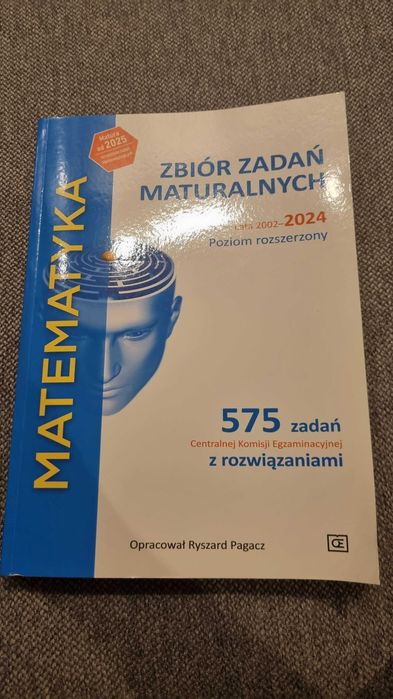 Matura
od 2025
MATEMATYKA
ZBIÓR ZADAŃ
MATURALNYCH
Lata 2002–2024
Poziom rozszerzony
575 zadań
Centralnej Komisji Egzaminacyjnej
z rozwiązaniami
Opracował Ryszard Pagacz
OE